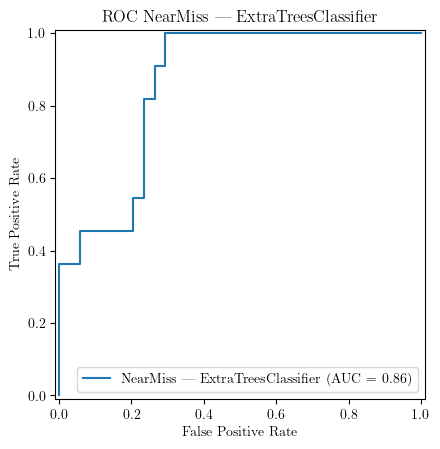 ROC NearMiss — ExtraTreesClassifier
True Positive Rate
1.0
0.8
0.6
0.4
0.2
0.0
NearMiss — ExtraTreesClassifier (AUC = 0.86)
0.0 0.2 0.4 0.6 0.8 1.0
False Positive Rate